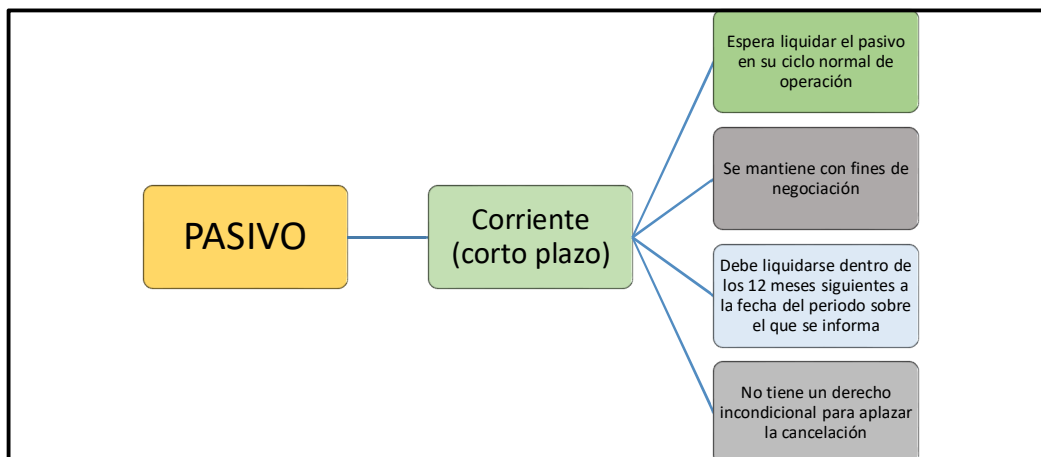 PASIVO
Corriente
(corto plazo)
Espera liquidar el pasivo
en su ciclo normal de
operación
Se mantiene con fines de
negociación
Debe liquidarse dentro de
los 12 meses siguientes a
la fecha del periodo sobre
el que se informa
No tiene un derecho
incondicional para aplazar
la cancelación